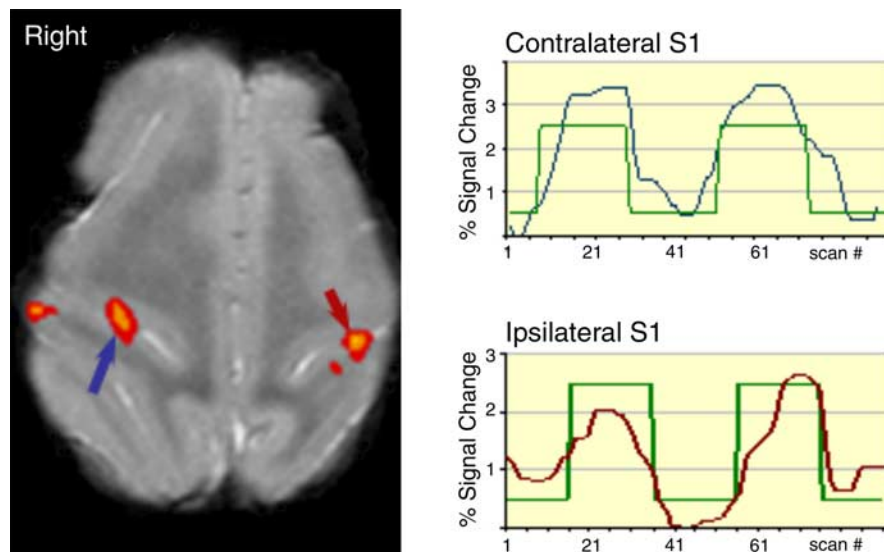 Right
Contralateral S1
% Signal Change
3
2
1
1 21 41 61 scan #
Ipsilateral S1
% Signal Change
3
2
1
1 21 41 61 scan #